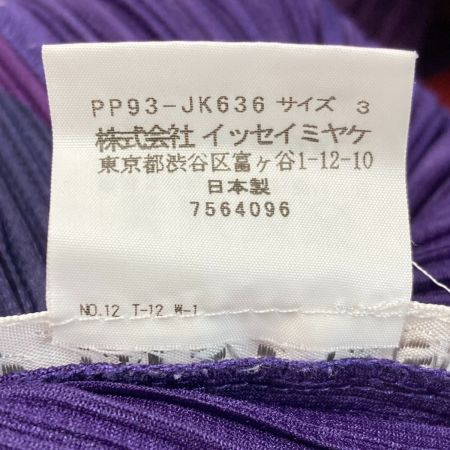 PP93-JK636 サイズ 3
株式会社 イッセイミヤケ
東京都渋谷区富ヶ谷1-12-10
日本製
7564096
NO.12 T-12 W-1